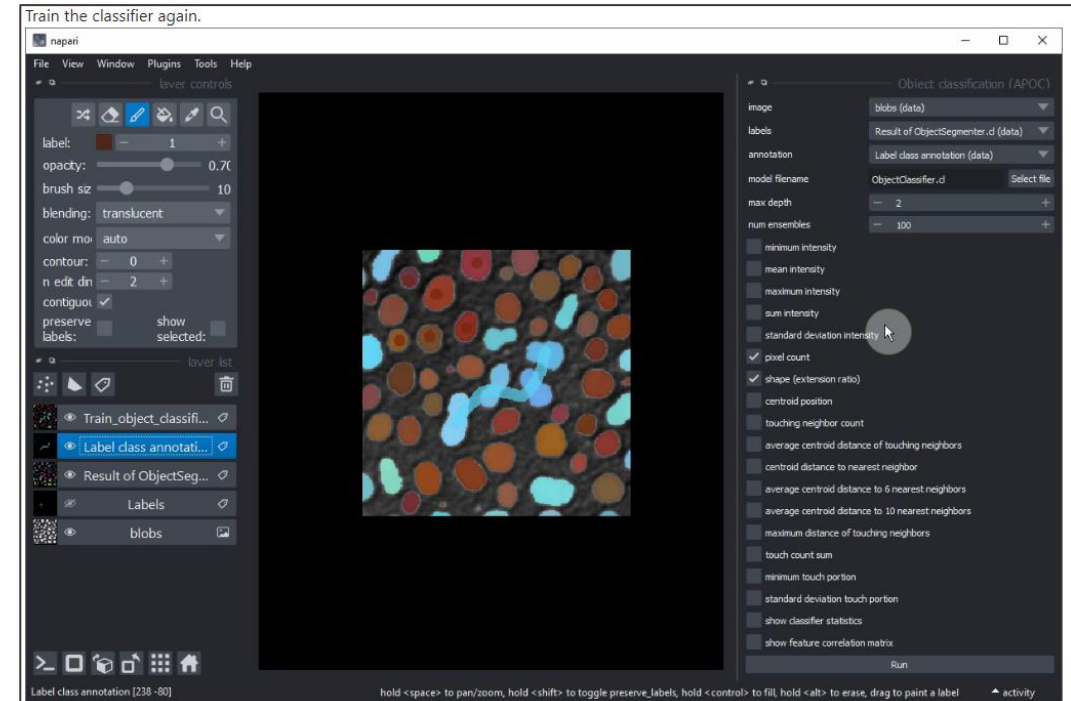 Train the classifier again.
napari
File View Window Plugins Tools Help
layer controls
Object classification (APOC)
label: 1
opacity: 0.7(
brush siz 10
blending: translucent
color mo auto
contour: 0
n edit din 2
contiguou
preserve labels: show selected:
layer list
Train_object_classifi...
Label class annotati...
Result of ObjectSeg...
Labels
blobs
image blobs (data)
labels Result of ObjectSegmenter.cl (data)
annotation Label class annotation (data)
model filename ObjectClassifier.cl Select file
max depth 2
num ensembles 100
minimum intensity
mean intensity
maximum intensity
sum intensity
standard deviation intensity
pixel count
shape (extension ratio)
centroid position
touching neighbor count
average centroid distance of touching neighbors
centroid distance to nearest neighbor
average centroid distance to 6 nearest neighbors
average centroid distance to 10 nearest neighbors
maximum distance of touching neighbors
touch count sum
minimum touch portion
standard deviation touch portion
show classifier statistics
show feature correlation matrix
Run
Label class annotation [238 -80]
hold <space> to pan/zoom, hold <shift> to toggle preserve_labels, hold <control> to fill, hold <alt> to erase, drag to paint a label
activity